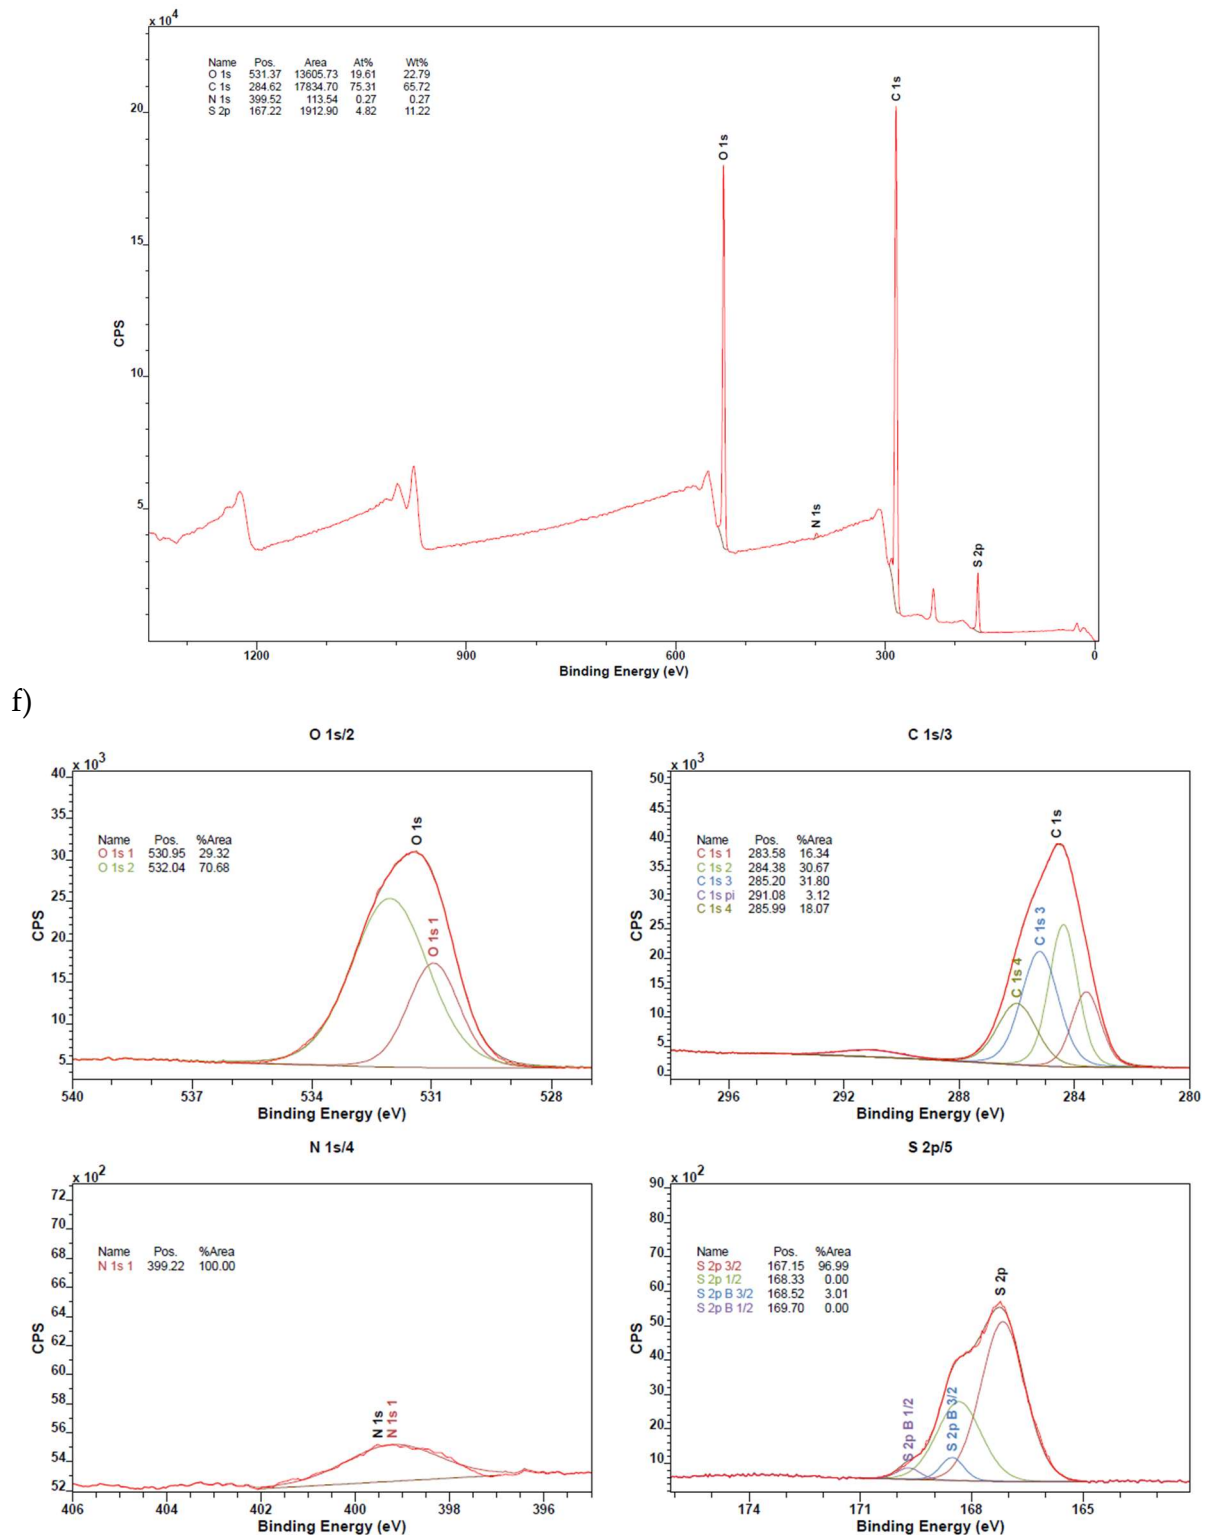 x 10^4
Name Pos. Area At% Wt%
O 1s 531.37 13605.73 19.61 22.79
C 1s 284.62 17834.70 75.31 65.72
N 1s 399.52 113.54 0.27 0.27
S 2p 167.22 1912.90 4.82 11.22
C 1s
O 1s
N 1s
S 2p
20
15
10
5
CPS
1200 900 600 300 0
Binding Energy (eV)
f)
O 1s/2
x 10^3
40
35
30
25
20
15
10
5
CPS
Name Pos. %Area
O 1s 1 530.95 29.32
O 1s 2 532.04 70.68
O 1s
O 1s 1
540 537 534 531 528
Binding Energy (eV)
C 1s/3
x 10^3
50
45
40
35
30
25
20
15
10
5
0
CPS
Name Pos. %Area
C 1s 1 283.58 16.34
C 1s 2 284.38 30.67
C 1s 3 285.20 31.80
C 1s pi 291.08 3.12
C 1s 4 285.99 18.07
C 1s
C 1s 3
C 1s 4
296 292 288 284 280
Binding Energy (eV)
N 1s/4
x 10^2
72
70
68
66
64
62
60
58
56
54
52
CPS
Name Pos. %Area
N 1s 1 399.22 100.00
N 1s
N 1s 1
406 404 402 400 398 396
Binding Energy (eV)
S 2p/5
x 10^2
90
80
70
60
50
40
30
20
10
CPS
Name Pos. %Area
S 2p 3/2 167.15 96.99
S 2p 1/2 168.33 0.00
S 2p B 3/2 168.52 3.01
S 2p B 1/2 169.70 0.00
S 2p
S 2p B 1/2
S 2p B 3/2
174 171 168 165
Binding Energy (eV)